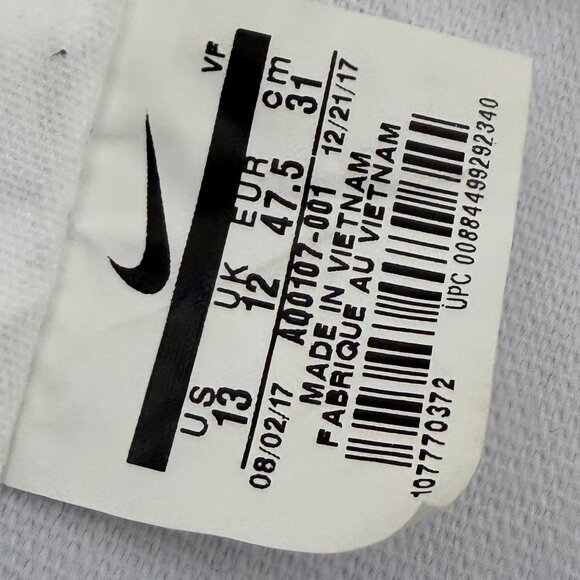 VF
US UK EUR cm
13 12 47.5 31
08/02/17 AQ0107-001 12/21/17
MADE IN VIETNAM
FABRIQUE AU VIETNAM
107770372 UPC 00884499292340